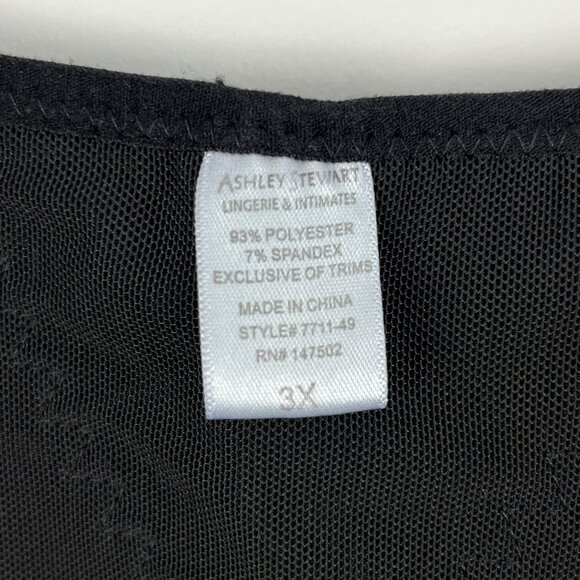 ASHLEY STEWART
LINGERIE & INTIMATES
93% POLYESTER
7% SPANDEX
EXCLUSIVE OF TRIMS
MADE IN CHINA
STYLE# 7711-49
RN# 147502
3X